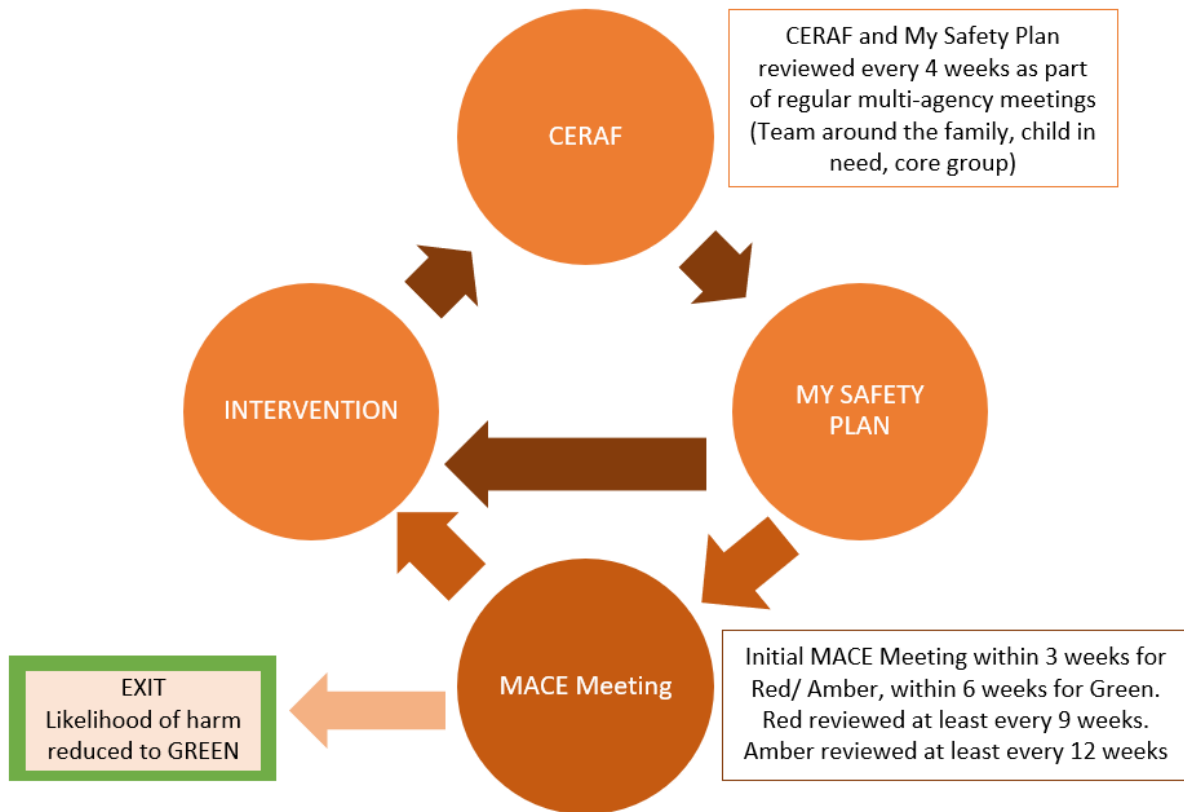 CERAF
CERAF and My Safety Plan
reviewed every 4 weeks as part
of regular multi-agency meetings
(Team around the family, child in
need, core group)
INTERVENTION
MY SAFETY
PLAN
MACE Meeting
EXIT
Likelihood of harm
reduced to GREEN
Initial MACE Meeting within 3 weeks for
Red/ Amber, within 6 weeks for Green.
Red reviewed at least every 9 weeks.
Amber reviewed at least every 12 weeks